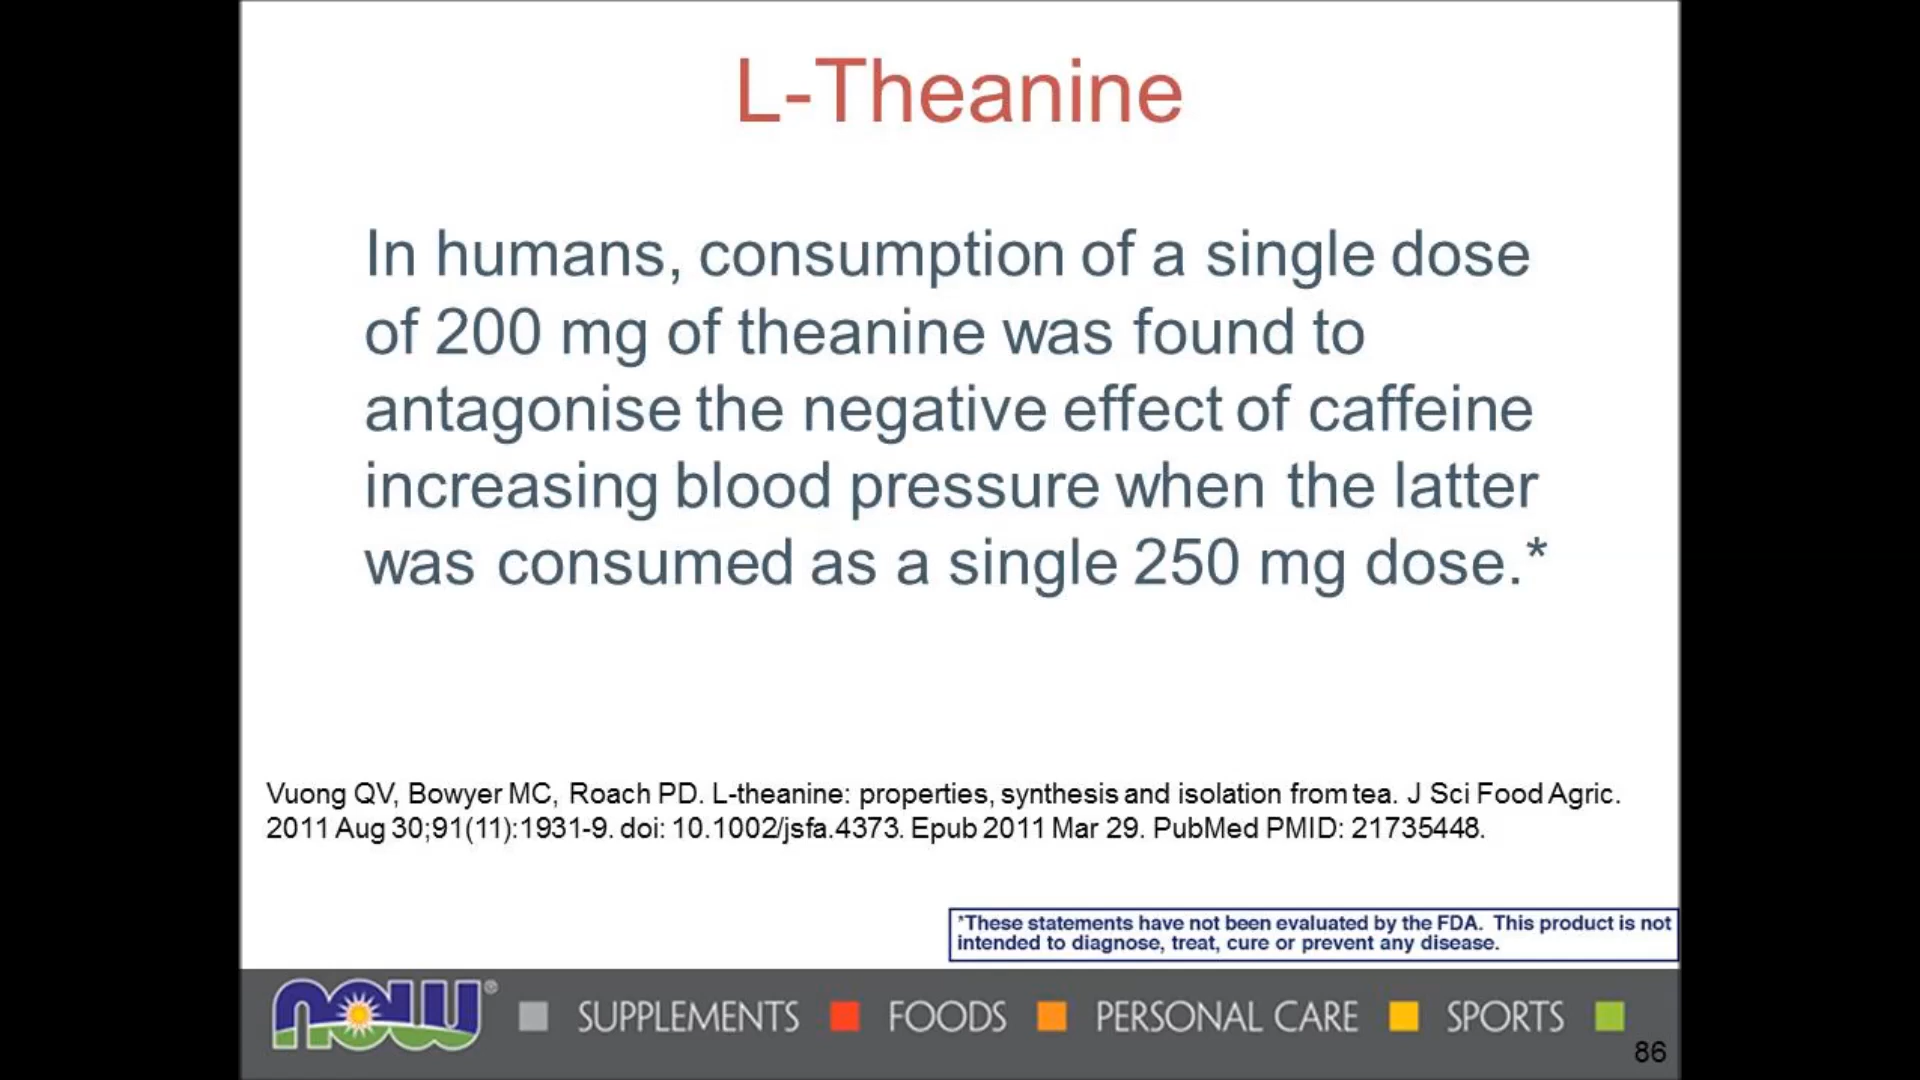 L-Theanine
In humans, consumption of a single dose
of 200 mg of theanine was found to
antagonise the negative effect of caffeine
increasing blood pressure when the latter
was consumed as a single 250 mg dose.*
Vuong QV, Bowyer MC, Roach PD. L-theanine: properties, synthesis and isolation from tea. J Sci Food Agric.
2011 Aug 30;91(11):1931-9. doi: 10.1002/jsfa.4373. Epub 2011 Mar 29. PubMed PMID: 21735448.
*These statements have not been evaluated by the FDA. This product is not
intended to diagnose, treat, cure or prevent any disease.
now® SUPPLEMENTS FOODS PERSONAL CARE SPORTS
86